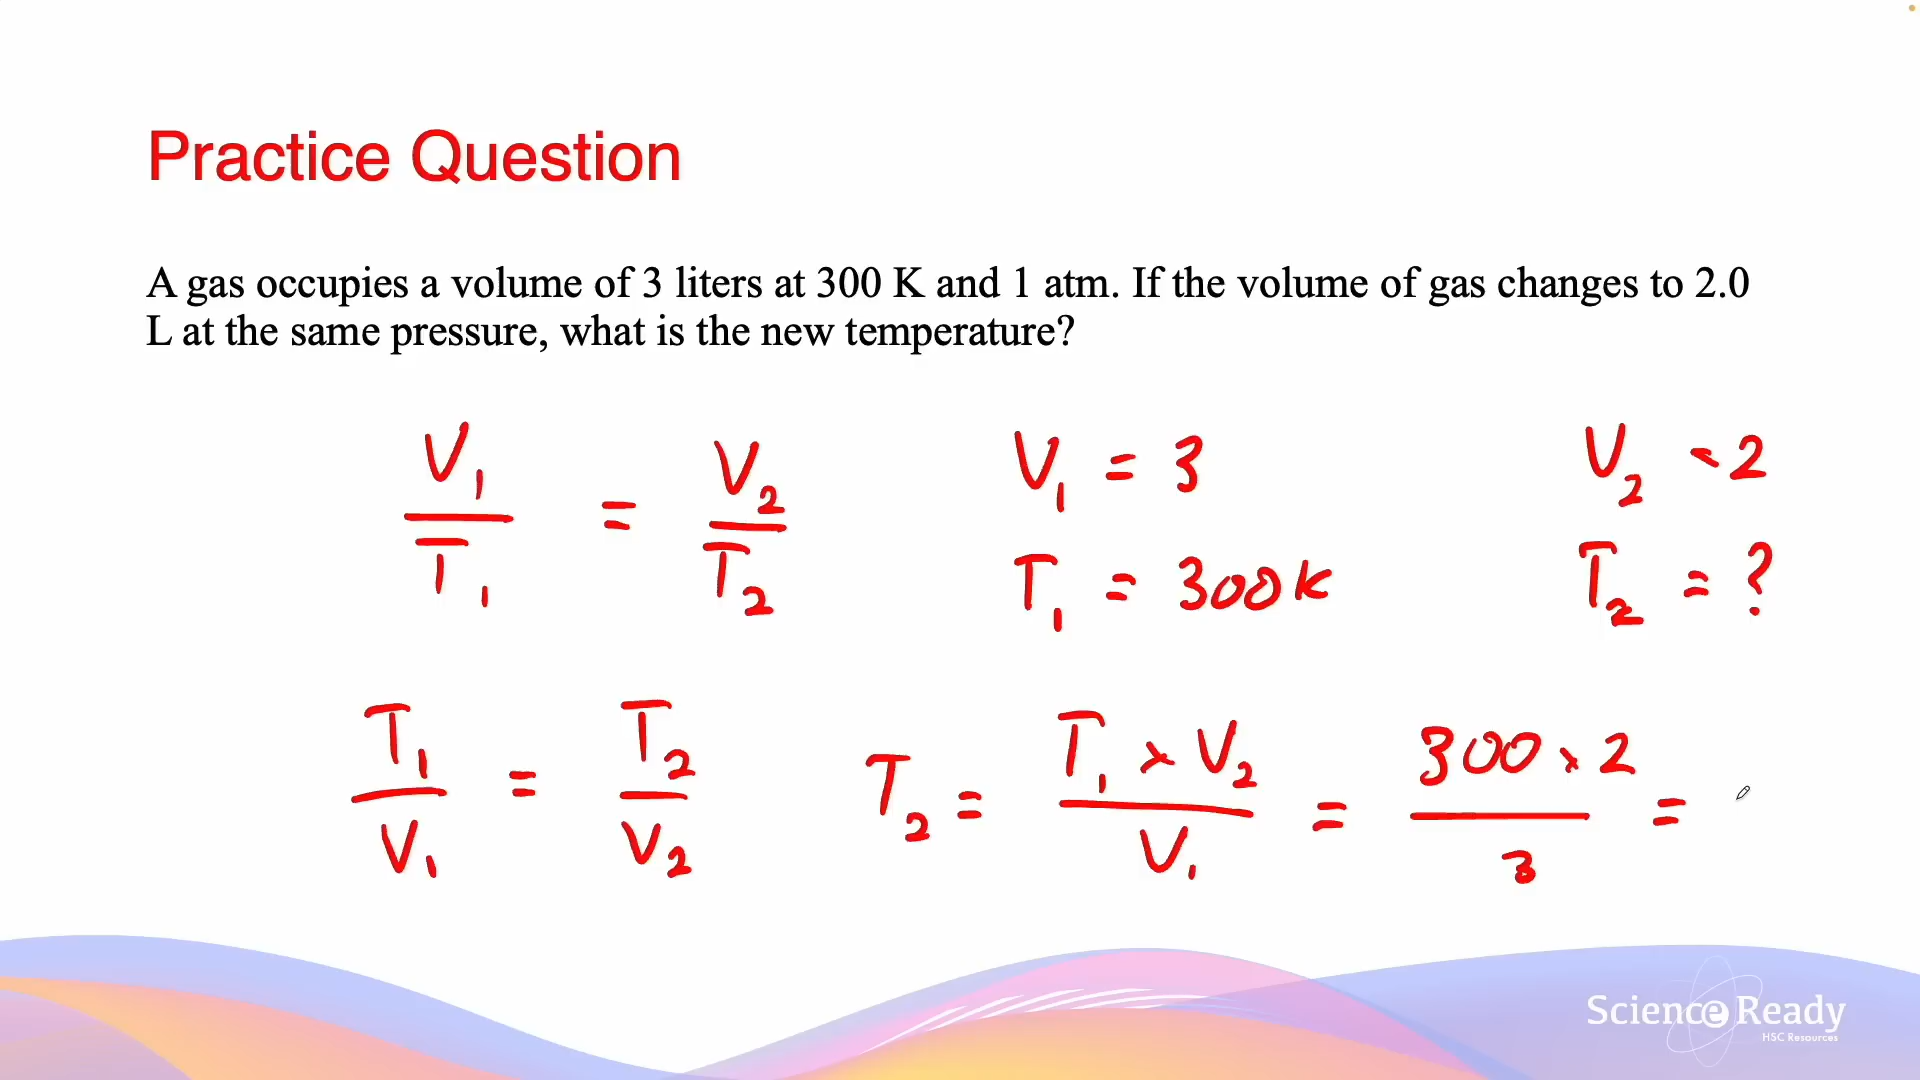 Practice Question
A gas occupies a volume of 3 liters at 300 K and 1 atm. If the volume of gas changes to 2.0
L at the same pressure, what is the new temperature?
V₁/T₁ = V₂/T₂
V₁ = 3
V₂ - 2
T₁ = 300K
T₂ = ?
T₁/V₁ = T₂/V₂
T₂ = T₁ × V₂ / V₁ = 300 × 2 / 3 =
Science Ready
HSC Resources